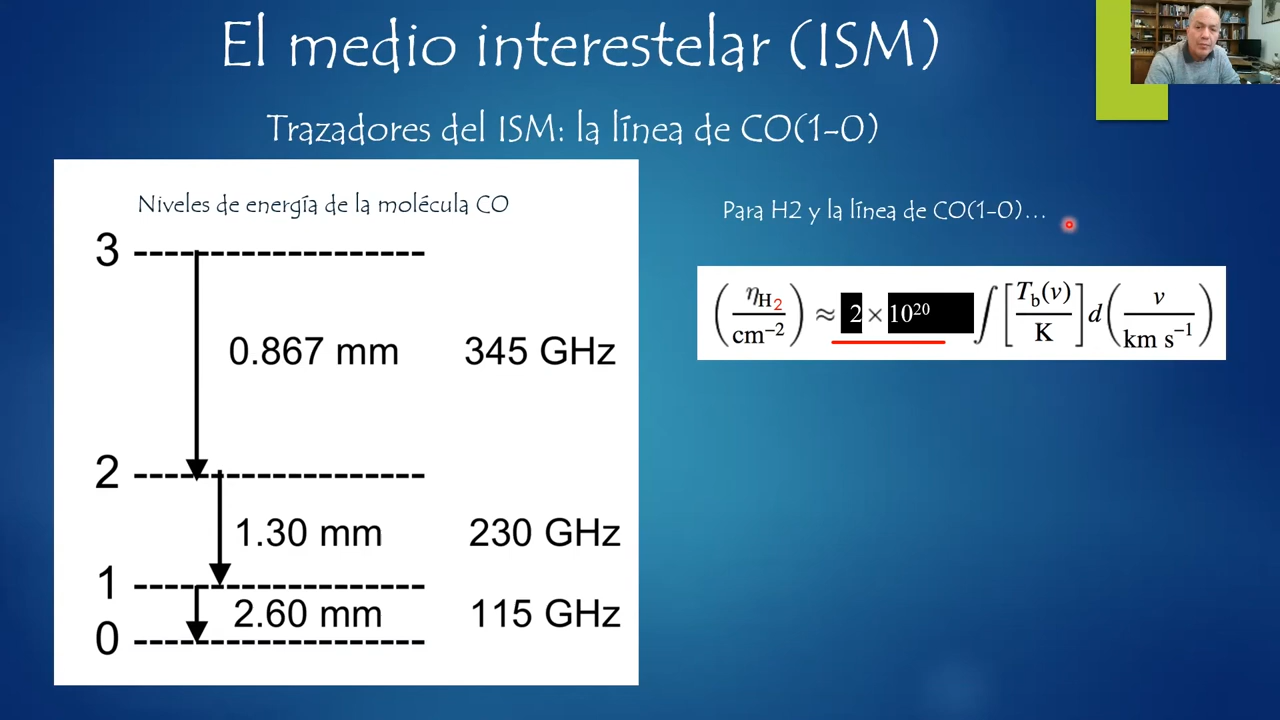 El medio interestelar (ISM)
Trazadores del ISM: la línea de CO(1-0)
Niveles de energía de la molécula CO
3
0.867 mm 345 GHz
2
1.30 mm 230 GHz
1
2.60 mm 115 GHz
0
Para H2 y la línea de CO(1-0)...
(η_H₂ / cm⁻²) ≈ 2 × 10²⁰ ∫ [T_b(ν) / K] d(ν / km s⁻¹)